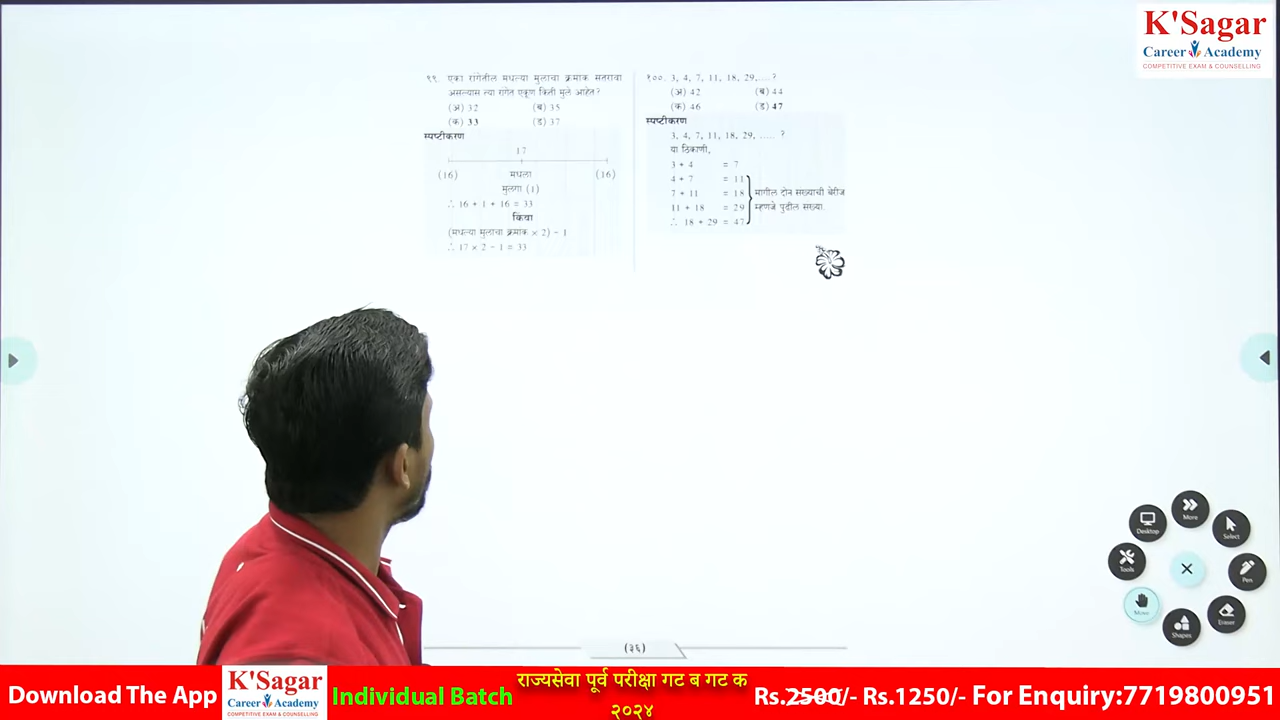 K'Sagar
Career Academy
COMPETITIVE EXAM & COUNSELLING
९९. एका रांगेतील मधल्या मुलाचा क्रमांक सतरावा
असल्यास त्या रांगेत एकूण किती मुले आहेत?
(अ) 32 (ब) 35
(क) 33 (ड) 37
स्पष्टीकरण
17
(16) मधला (16)
मुलगा (1)
∴ 16 + 1 + 16 = 33
किंवा
(मधल्या मुलाचा क्रमांक × 2) − 1
∴ 17 × 2 − 1 = 33
१००. 3, 4, 7, 11, 18, 29,....?
(अ) 42 (ब) 44
(क) 46 (ड) 47
स्पष्टीकरण
3, 4, 7, 11, 18, 29, ..... ?
या ठिकाणी,
3 + 4 = 7
4 + 7 = 11
7 + 11 = 18 मागील दोन संख्याची बेरीज
11 + 18 = 29 म्हणजे पुढील संख्या.
∴ 18 + 29 = 47
(३६)
More
Desktop
Select
Tools
Pen
Move
Eraser
Shapes
Download The App
K'Sagar
Career Academy
COMPETITIVE EXAM & COUNSELLING
Individual Batch
राज्यसेवा पूर्व परीक्षा गट ब गट क
२०२४
Rs.2500/- Rs.1250/- For Enquiry:7719800951